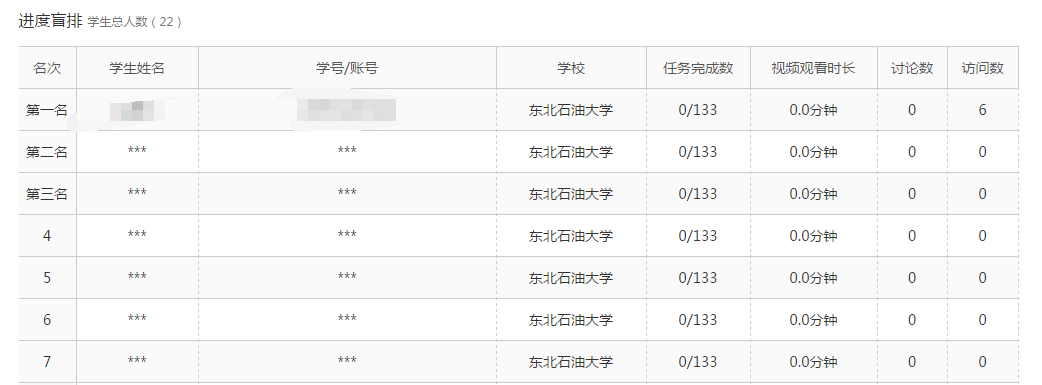 进度盲排 学生总人数（22）
名次 学生姓名 学号/账号 学校 任务完成数 视频观看时长 讨论数 访问数
第一名 东北石油大学 0/133 0.0分钟 0 6
第二名 *** *** 东北石油大学 0/133 0.0分钟 0 0
第三名 *** *** 东北石油大学 0/133 0.0分钟 0 0
4 *** *** 东北石油大学 0/133 0.0分钟 0 0
5 *** *** 东北石油大学 0/133 0.0分钟 0 0
6 *** *** 东北石油大学 0/133 0.0分钟 0 0
7 *** *** 东北石油大学 0/133 0.0分钟 0 0